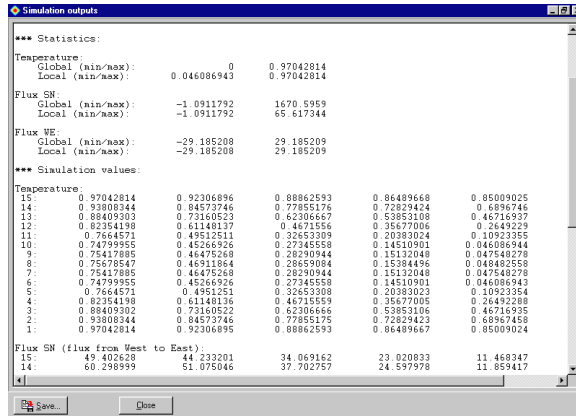 Simulation outputs
*** Statistics:
Temperature:
Global (min/max): 0 0.97042814
Local (min/max): 0.046086943 0.97042814
Flux SN:
Global (min/max): -1.0911792 1670.5959
Local (min/max): -1.0911792 65.617344
Flux WE:
Global (min/max): -29.185208 29.185209
Local (min/max): -29.185208 29.185209
*** Simulation values:
Temperature:
15: 0.97042814 0.92306896 0.88862593 0.86489668 0.85009025
14: 0.93808344 0.84573746 0.77855176 0.72829424 0.6896746
13: 0.88409303 0.73160523 0.62306667 0.53853108 0.46716937
12: 0.82354198 0.61148137 0.4671556 0.35677006 0.2649229
11: 0.7664571 0.49512511 0.32653309 0.20383024 0.10923355
10: 0.74799955 0.45266926 0.27345558 0.14510901 0.046086944
9: 0.75417885 0.46475268 0.28290944 0.15132048 0.047548278
8: 0.75678547 0.46911864 0.28659084 0.15384496 0.048482558
7: 0.75417885 0.46475268 0.28290944 0.15132048 0.047548278
6: 0.74799955 0.45266926 0.27345558 0.14510901 0.046086943
5: 0.7664571 0.4951251 0.32653308 0.20383023 0.10923354
4: 0.82354198 0.61148136 0.46715559 0.35677005 0.26492288
3: 0.88409302 0.73160522 0.62306666 0.53853106 0.46716935
2: 0.93808344 0.84573746 0.77855175 0.72829423 0.68967458
1: 0.97042814 0.92306895 0.88862593 0.86489667 0.85009024
Flux SN (flux from West to East):
15: 49.402628 44.233201 34.069162 23.020833 11.468347
14: 60.298999 51.075046 37.702757 24.597978 11.859417
Save...
Close